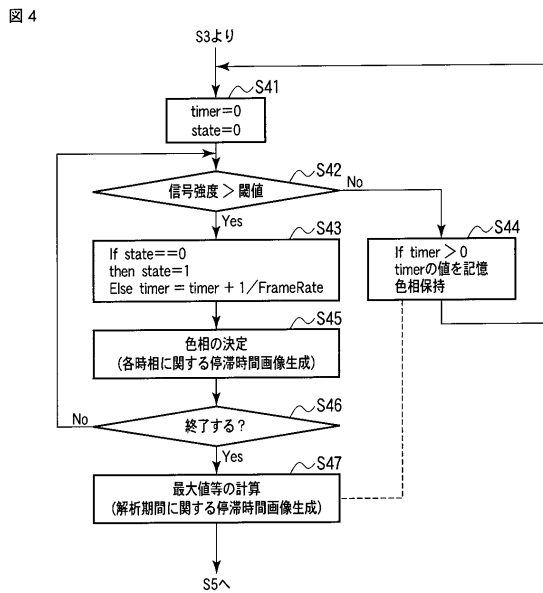 図 4
S3より
S41
timer=0
state=0
S42
信号強度 > 閾値
No
Yes
S43
If state==0
then state=1
Else timer = timer + 1/FrameRate
S44
If timer > 0
timerの値を記憶
色相保持
S45
色相の決定
(各時相に関する停滞時間画像生成)
S46
終了する?
No
Yes
S47
最大値等の計算
(解析期間に関する停滞時間画像生成)
S5へ